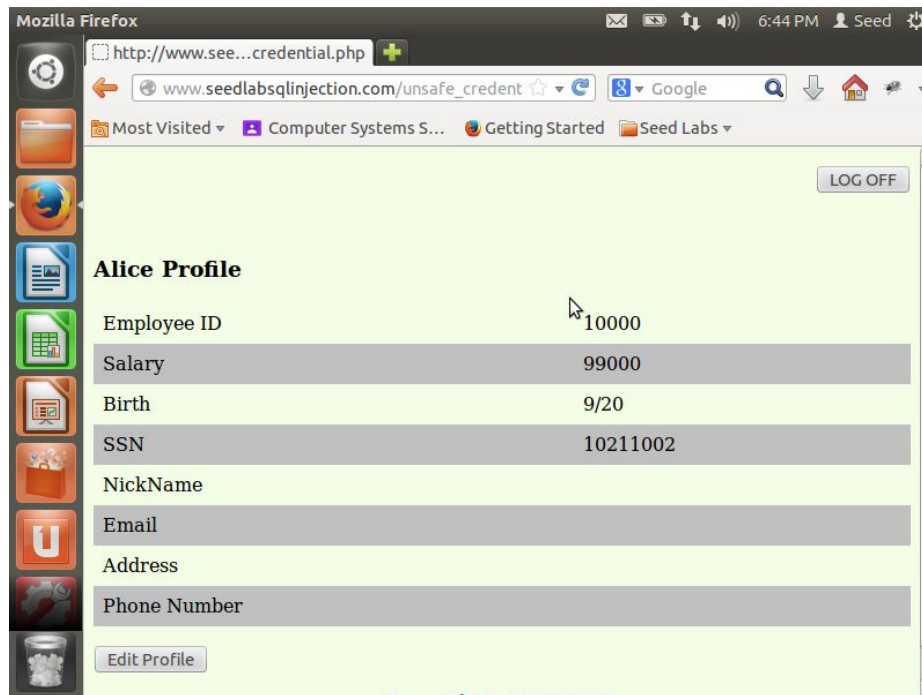 Mozilla Firefox 6:44 PM Seed
http://www.see...credential.php
www.seedlabsqlinjection.com/unsafe_credent Google
Most Visited Computer Systems S... Getting Started Seed Labs
LOG OFF
Alice Profile
Employee ID 10000
Salary 99000
Birth 9/20
SSN 10211002
NickName
Email
Address
Phone Number
Edit Profile